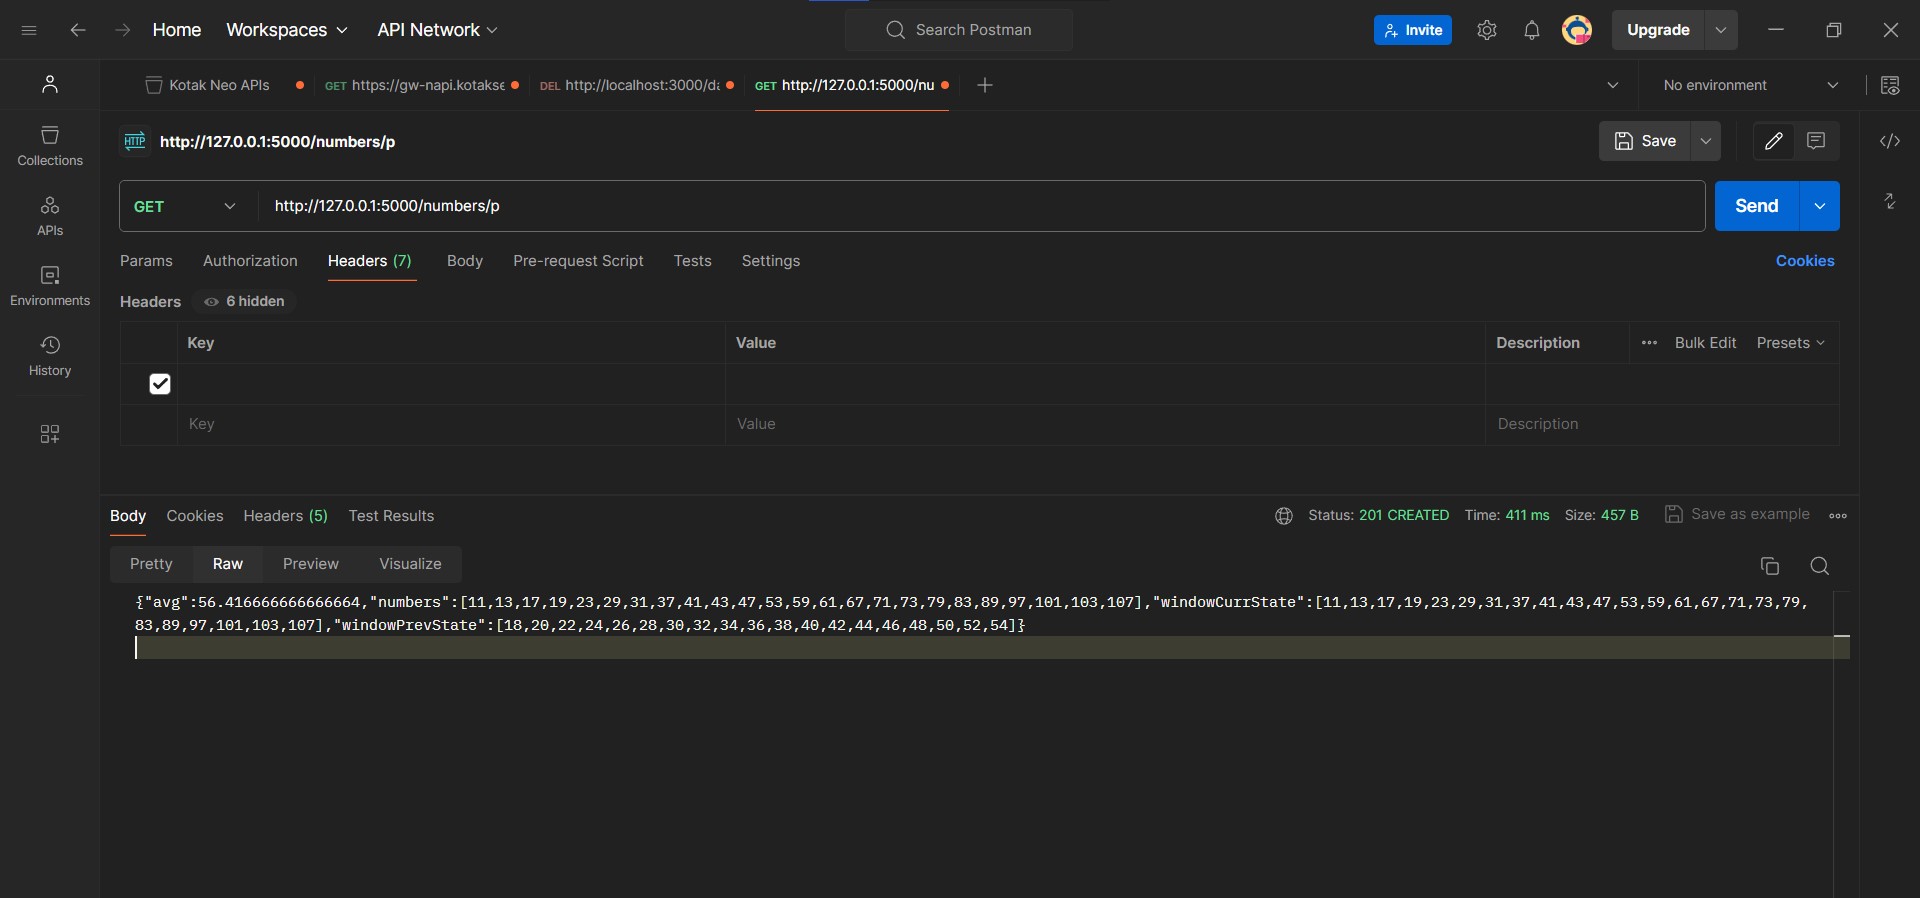 Home Workspaces API Network Search Postman Invite Upgrade
Kotak Neo APIs GET https://gw-napi.kotakse DEL http://localhost:3000/da GET http://127.0.0.1:5000/nu No environment
HTTP http://127.0.0.1:5000/numbers/p Save
Collections
GET http://127.0.0.1:5000/numbers/p Send
APIs
Params Authorization Headers (7) Body Pre-request Script Tests Settings Cookies
Environments
Headers 6 hidden
Key Value Description Bulk Edit Presets
History
Key Value Description
Body Cookies Headers (5) Test Results Status: 201 CREATED Time: 411 ms Size: 457 B Save as example
Pretty Raw Preview Visualize
{"avg":56.416666666666664,"numbers":[11,13,17,19,23,29,31,37,41,43,47,53,59,61,67,71,73,79,83,89,97,101,103,107],"windowCurrState":[11,13,17,19,23,29,31,37,41,43,47,53,59,61,67,71,73,79,
83,89,97,101,103,107],"windowPrevState":[18,20,22,24,26,28,30,32,34,36,38,40,42,44,46,48,50,52,54]}